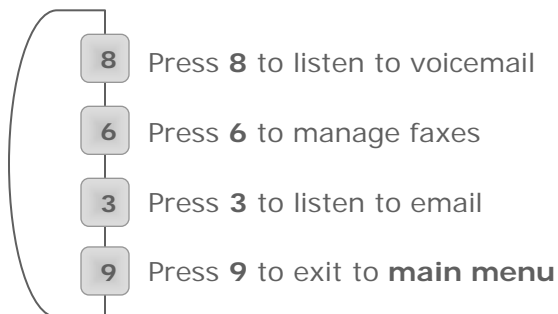 8 Press 8 to listen to voicemail
6 Press 6 to manage faxes
3 Press 3 to listen to email
9 Press 9 to exit to main menu